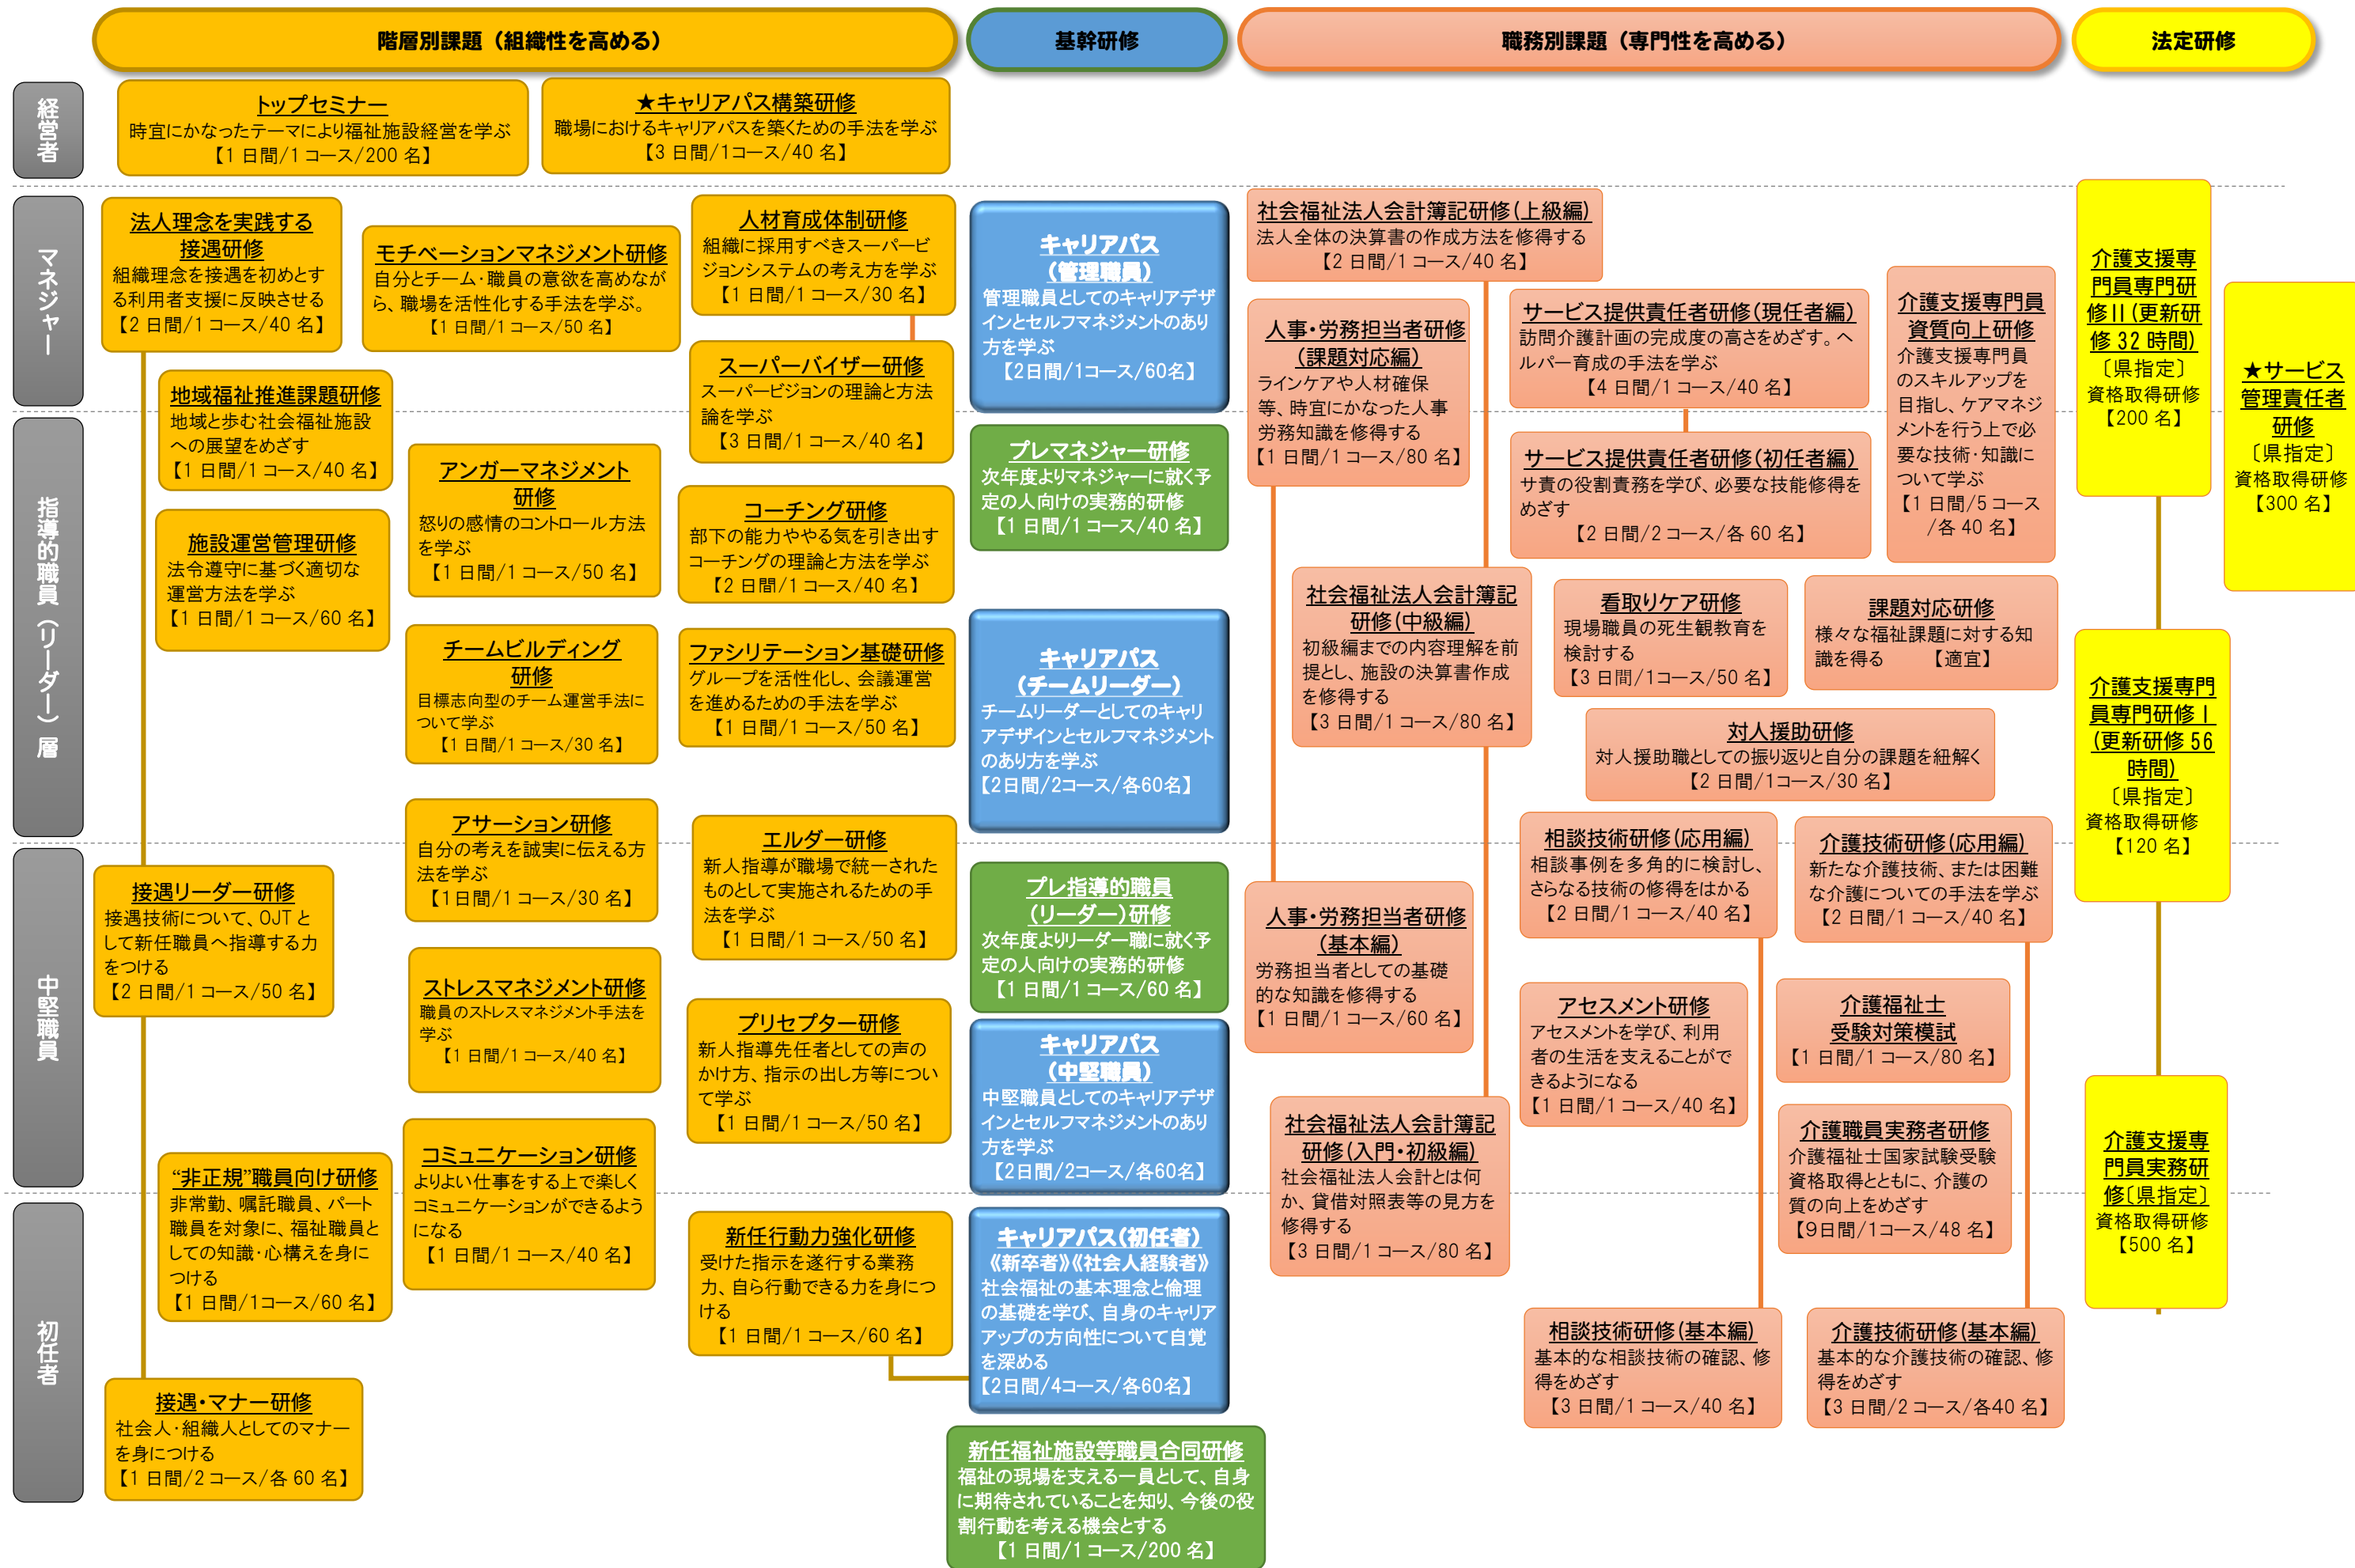 階層別課題（組織性を高める）
基幹研修
職務別課題（専門性を高める）
法定研修
経営者
トップセミナー
時宜にかなったテーマにより福祉施設経営を学ぶ
【1 日間/1 コース/200 名】
★キャリアパス構築研修
職場におけるキャリアパスを築くための手法を学ぶ
【3 日間/1コース/40 名】
マネジャー
法人理念を実践する
接遇研修
組織理念を接遇を初めとす
る利用者支援に反映させる
【2 日間/1 コース/40 名】
モチベーションマネジメント研修
自分とチーム・職員の意欲を高めなが
ら、職場を活性化する手法を学ぶ。
【1 日間/1 コース/50 名】
人材育成体制研修
組織に採用すべきスーパービ
ジョンシステムの考え方を学ぶ
【1 日間/1 コース/30 名】
スーパーバイザー研修
スーパービジョンの理論と方法
論を学ぶ
【3 日間/1 コース/40 名】
地域福祉推進課題研修
地域と歩む社会福祉施設
への展望をめざす
【1 日間/1 コース/40 名】
キャリアパス
（管理職員）
管理職員としてのキャリアデザ
インとセルフマネジメントのあり
方を学ぶ
【2日間/1コース/60名】
社会福祉法人会計簿記研修（上級編）
法人全体の決算書の作成方法を修得する
【2 日間/1 コース/40 名】
人事・労務担当者研修
（課題対応編）
ラインケアや人材確保
等、時宜にかなった人事
労務知識を修得する
【1 日間/1 コース/80 名】
サービス提供責任者研修（現任者編）
訪問介護計画の完成度の高さをめざす。ヘ
ルパー育成の手法を学ぶ
【4 日間/1 コース/40 名】
介護支援専門員
資質向上研修
介護支援専門員
のスキルアップを
目指し、ケアマネジ
メントを行う上で必
要な技術・知識に
ついて学ぶ
【1 日間/5 コース
/各 40 名】
介護支援専
門員専門研
修Ⅱ（更新研
修 32 時間）
〔県指定〕
資格取得研修
【200 名】
★サービス
管理責任者
研修
〔県指定〕
資格取得研修
【300 名】
指導的職員（リーダー）層
施設運営管理研修
法令遵守に基づく適切な
運営方法を学ぶ
【1 日間/1 コース/60 名】
アンガーマネジメント
研修
怒りの感情のコントロール方法
を学ぶ
【1 日間/1 コース/50 名】
コーチング研修
部下の能力ややる気を引き出す
コーチングの理論と方法を学ぶ
【2 日間/1 コース/40 名】
チームビルディング
研修
目標志向型のチーム運営手法に
ついて学ぶ
【1 日間/1 コース/30 名】
ファシリテーション基礎研修
グループを活性化し、会議運営
を進めるための手法を学ぶ
【1 日間/1 コース/50 名】
プレマネジャー研修
次年度よりマネジャーに就く予
定の人向けの実務的研修
【1 日間/1 コース/40 名】
キャリアパス
（チームリーダー）
チームリーダーとしてのキャリ
アデザインとセルフマネジメント
のあり方を学ぶ
【2日間/2コース/各60名】
サービス提供責任者研修（初任者編）
サ責の役割責務を学び、必要な技能修得を
めざす
【2 日間/2 コース/各 60 名】
社会福祉法人会計簿記
研修（中級編）
初級編までの内容理解を前
提とし、施設の決算書作成
を修得する
【3 日間/1 コース/80 名】
看取りケア研修
現場職員の死生観教育を
検討する
【3 日間/1コース/50 名】
課題対応研修
様々な福祉課題に対する知
識を得る　【適宜】
対人援助研修
対人援助職としての振り返りと自分の課題を紐解く
【2 日間/1コース/30 名】
介護支援専門
員専門研修Ⅰ
（更新研修 56
時間）
〔県指定〕
資格取得研修
【120 名】
アサーション研修
自分の考えを誠実に伝える方
法を学ぶ
【1日間/1 コース/30 名】
エルダー研修
新人指導が職場で統一された
ものとして実施されるための手
法を学ぶ
【1 日間/1 コース/50 名】
相談技術研修（応用編）
相談事例を多角的に検討し、
さらなる技術の修得をはかる
【2 日間/1 コース/40 名】
介護技術研修（応用編）
新たな介護技術、または困難
な介護についての手法を学ぶ
【2 日間/1 コース/40 名】
中堅職員
接遇リーダー研修
接遇技術について、OJT と
して新任職員へ指導する力
をつける
【2 日間/1 コース/50 名】
ストレスマネジメント研修
職員のストレスマネジメント手法を
学ぶ
【1 日間/1 コース/40 名】
プリセプター研修
新人指導先任者としての声の
かけ方、指示の出し方等につい
て学ぶ
【1 日間/1 コース/50 名】
プレ指導的職員
（リーダー）研修
次年度よりリーダー職に就く予
定の人向けの実務的研修
【1 日間/1 コース/60 名】
キャリアパス
（中堅職員）
中堅職員としてのキャリアデザ
インとセルフマネジメントのあり
方を学ぶ
【2日間/2コース/各60名】
人事・労務担当者研修
（基本編）
労務担当者としての基礎
的な知識を修得する
【1 日間/1 コース/60 名】
アセスメント研修
アセスメントを学び、利用
者の生活を支えることがで
きるようになる
【1 日間/1 コース/40 名】
介護福祉士
受験対策模試
【1 日間/1 コース/80 名】
社会福祉法人会計簿記
研修（入門・初級編）
社会福祉法人会計とは何
か、貸借対照表等の見方を
修得する
【3 日間/1 コース/80 名】
介護職員実務者研修
介護福祉士国家試験受験
資格取得とともに、介護の
質の向上をめざす
【9日間/1コース/48 名】
介護支援専
門員実務研
修〔県指定〕
資格取得研修
【500 名】
“非正規”職員向け研修
非常勤、嘱託職員、パート
職員を対象に、福祉職員と
しての知識・心構えを身に
つける
【1 日間/1コース/60 名】
コミュニケーション研修
よりよい仕事をする上で楽しく
コミュニケーションができるよう
になる
【1 日間/1 コース/40 名】
初任者
新任行動力強化研修
受けた指示を遂行する業務
力、自ら行動できる力を身につ
ける
【1 日間/1 コース/60 名】
キャリアパス（初任者）
《新卒者》《社会人経験者》
社会福祉の基本理念と倫理
の基礎を学び、自身のキャリア
アップの方向性について自覚
を深める
【2日間/4コース/各60名】
相談技術研修（基本編）
基本的な相談技術の確認、修
得をめざす
【3 日間/1 コース/40 名】
介護技術研修（基本編）
基本的な介護技術の確認、修
得をめざす
【3 日間/2 コース/各40 名】
接遇・マナー研修
社会人・組織人としてのマナー
を身につける
【1 日間/2 コース/各 60 名】
新任福祉施設等職員合同研修
福祉の現場を支える一員として、自身
に期待されていることを知り、今後の役
割行動を考える機会とする
【1 日間/1 コース/200 名】